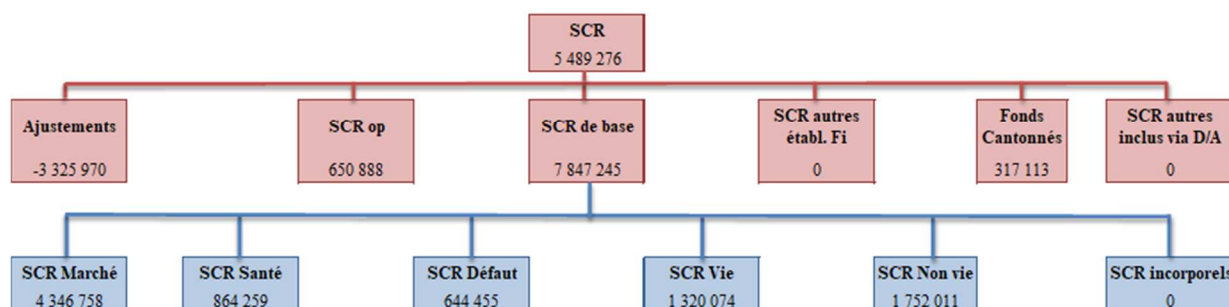 SCR
5 489 276
Ajustements
-3 325 970
SCR op
650 888
SCR de base
7 847 245
SCR autres
établ. Fi
0
Fonds
Cantonnés
317 113
SCR autres
inclus via D/A
0
SCR Marché
4 346 758
SCR Santé
864 259
SCR Défaut
644 455
SCR Vie
1 320 074
SCR Non vie
1 752 011
SCR incorporels
0